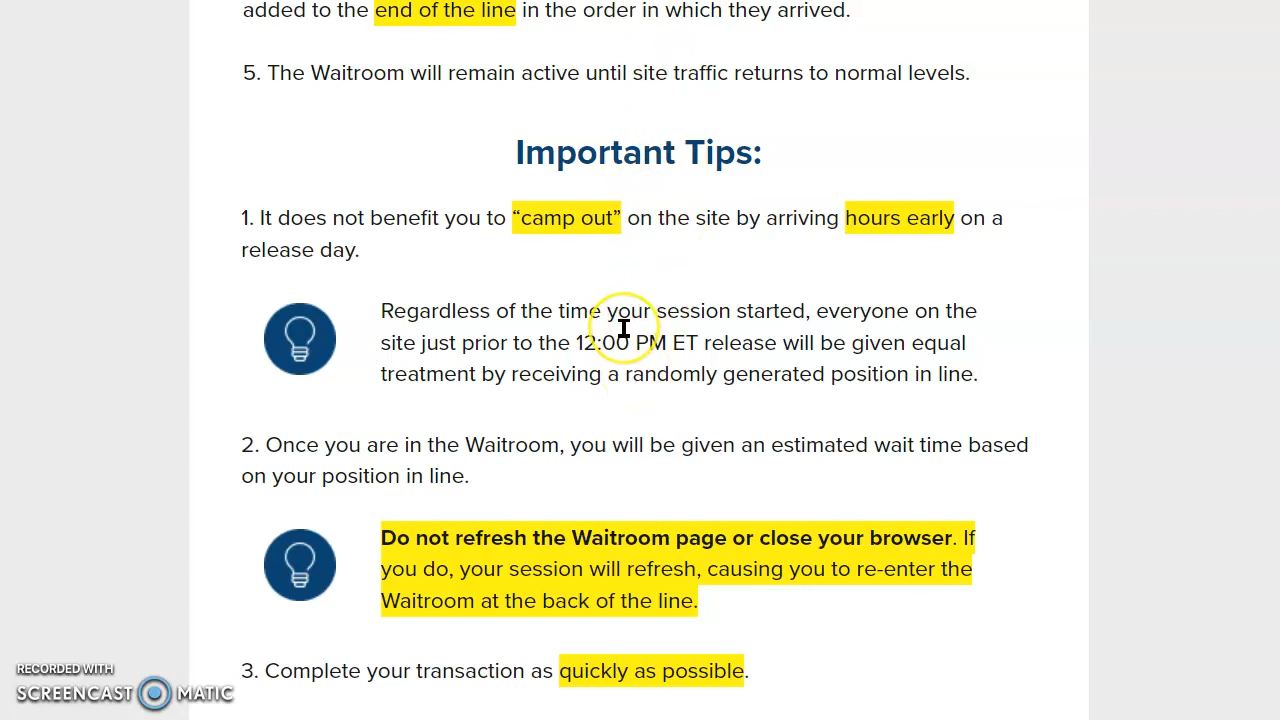 added to the end of the line in the order in which they arrived.
5. The Waitroom will remain active until site traffic returns to normal levels.
Important Tips:
1. It does not benefit you to “camp out” on the site by arriving hours early on a
release day.
Regardless of the time your session started, everyone on the
site just prior to the 12:00 PM ET release will be given equal
treatment by receiving a randomly generated position in line.
2. Once you are in the Waitroom, you will be given an estimated wait time based
on your position in line.
Do not refresh the Waitroom page or close your browser. If
you do, your session will refresh, causing you to re-enter the
Waitroom at the back of the line.
3. Complete your transaction as quickly as possible.
RECORDED WITH
SCREENCAST MATIC